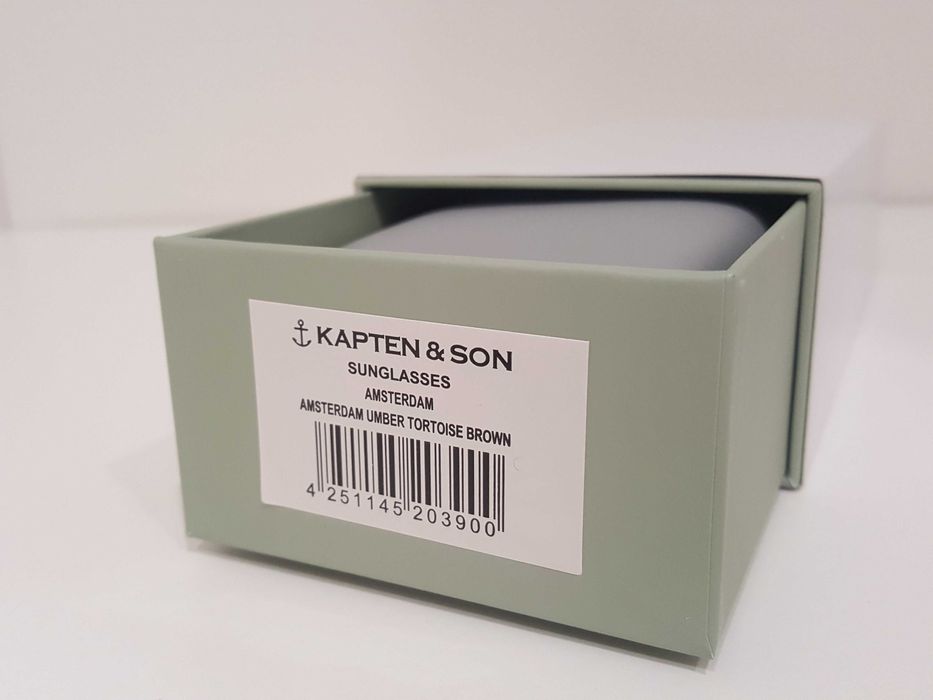 KAPTEN & SON
SUNGLASSES
AMSTERDAM
AMSTERDAM UMBER TORTOISE BROWN
4 251145 203900